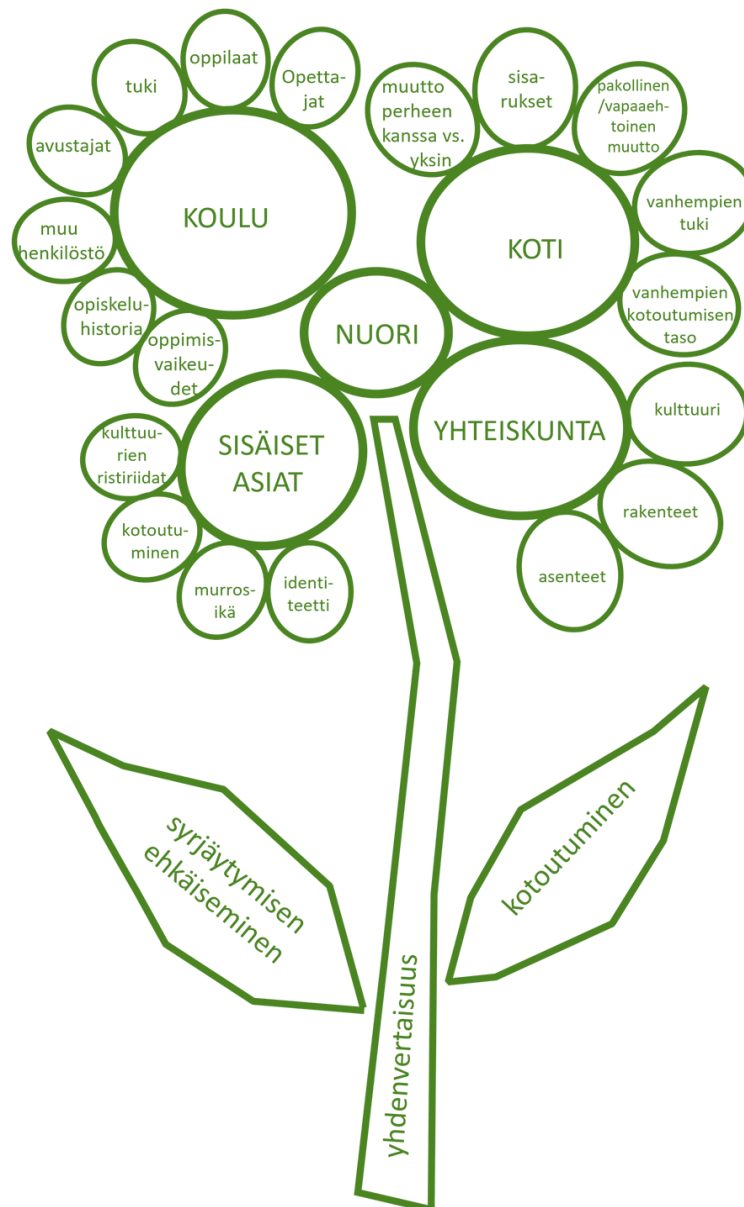 oppilaat
tuki
Opetta-
jat
avustajat
muu
henkilöstö
opiskelu-
historia
oppimis-
vaikeu-
det
KOULU
muutto
perheen
kanssa vs.
yksin
sisa-
rukset
pakollinen
/vapaaeh-
toinen
muutto
vanhempien
tuki
vanhempien
kotoutumisen
taso
KOTI
NUORI
SISÄISET
ASIAT
kulttuu-
rien
ristiriidat
kotoutu-
minen
murros-
ikä
identi-
teetti
YHTEISKUNTA
kulttuuri
rakenteet
asenteet
syrjäytymisen
ehkäiseminen
kotoutuminen
yhdenvertaisuus